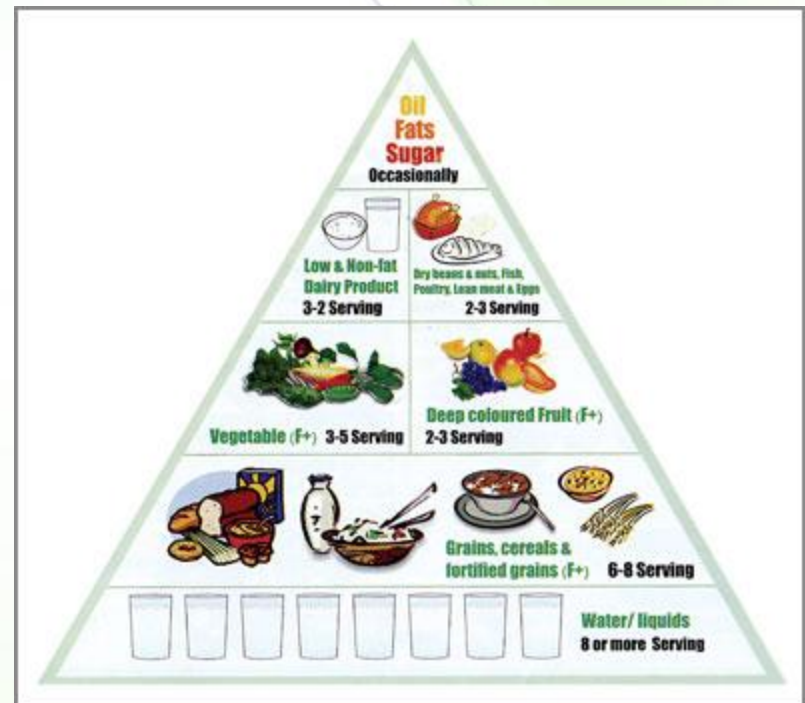 Oil
Fats
Sugar
Occasionally
Low & Non-fat
Dairy Product
3-2 Serving
Dry beans & nuts, Fish,
Poultry, Lean meat & Eggs
2-3 Serving
Vegetable (F+) 3-5 Serving
Deep coloured Fruit (F+)
2-3 Serving
Grains, cereals &
fortified grains (F+) 6-8 Serving
Water/ liquids
8 or more Serving